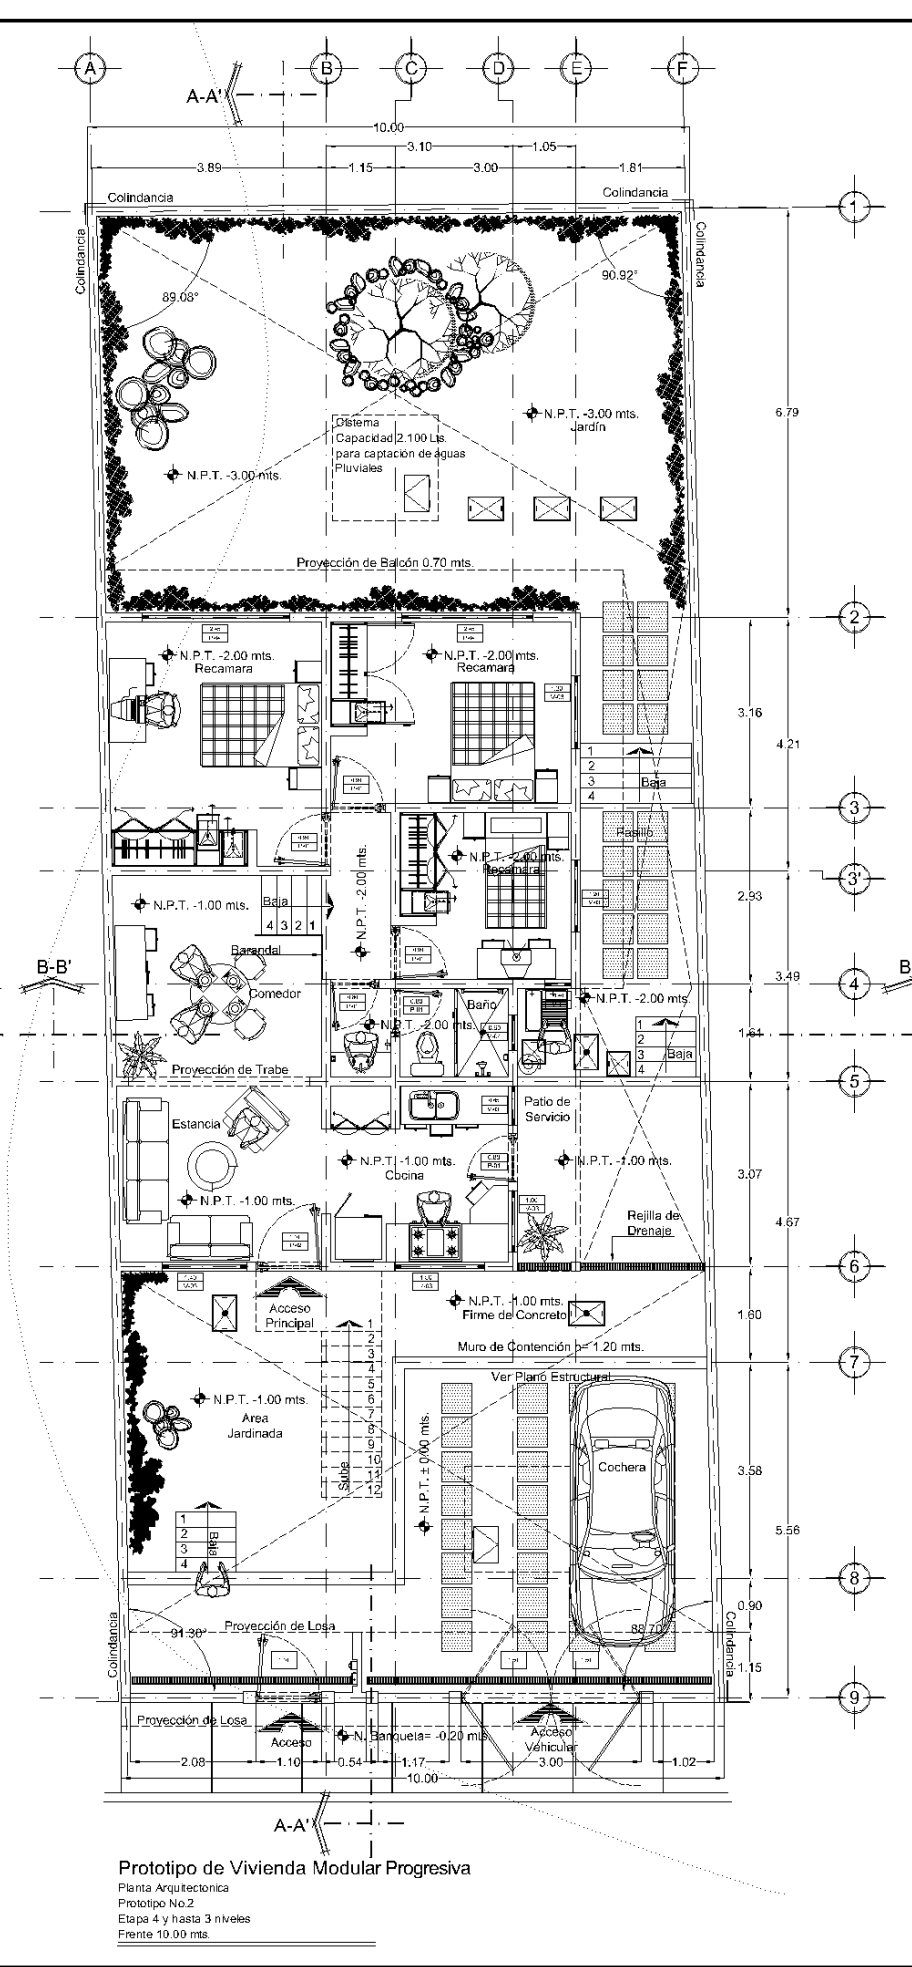 A
B
C
D
E
F
A-A'
10.00
3.10
1.05
3.89
1.15
3.00
1.81
Colindancia
Colindancia
1
Colindancia
Colindancia
89.08°
90.92°
6.79
N.P.T. -3.00 mts.
Jardín
Cisterna
Capacidad 2.100 Lts.
para captación de aguas
Pluviales
N.P.T. -3.00 mts.
Proyección de Balcón 0.70 mts.
2
N.P.T. -2.00 mts.
Recamara
N.P.T. -2.00 mts.
Recamara
3.16
4.21
1
2
3
4
Baja
3
Pasillo
N.P.T. -2.00 mts.
Recamara
3'
2.93
N.P.T. -1.00 mts.
Baja
4 3 2 1
N.P.T. -2.00 mts.
Barandal
B-B'
B
3.49
4
Comedor
Baño
N.P.T. -2.00 mts.
N.P.T. -2.00 mts.
1
2
3
4
Baja
1.61
Proyección de Trabe
5
Estancia
Patio de
Servicio
N.P.T. -1.00 mts.
Cocina
N.P.T. -1.00 mts.
3.07
4.67
N.P.T. -1.00 mts.
Rejilla de
Drenaje
6
Acceso
Principal
N.P.T. -1.00 mts.
Firme de Concreto
1.60
1
2
3
4
5
6
7
8
9
10
11
12
Sube
Muro de Contención h= 1.20 mts.
7
Ver Plano Estructural
N.P.T. -1.00 mts.
Area
Jardinada
N.P.T. ± 0.00 mts.
Cochera
3.58
5.56
1
2
3
4
Baja
8
0.90
Colindancia
91.30°
Proyección de Losa
88.70°
Colindancia
1.15
9
Proyección de Losa
Acceso
N. Banqueta= -0.20 mts.
Acceso
Vehicular
2.08
1.10
0.54
1.17
3.00
1.02
10.00
A-A'
Prototipo de Vivienda Modular Progresiva
Planta Arquitectonica
Prototipo No.2
Etapa 4 y hasta 3 niveles
Frente 10.00 mts.